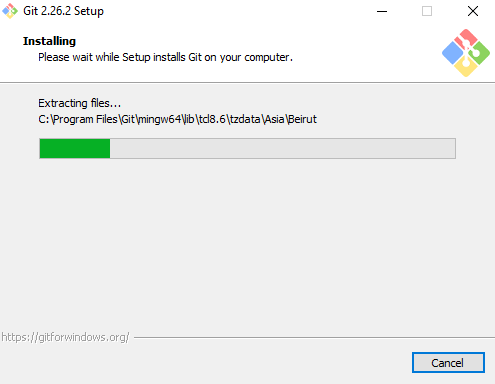 Git 2.26.2 Setup
Installing
Please wait while Setup installs Git on your computer.
Extracting files...
C:\Program Files\Git\mingw64\lib\tcl8.6\tzdata\Asia\Beirut
https://gitforwindows.org/
Cancel